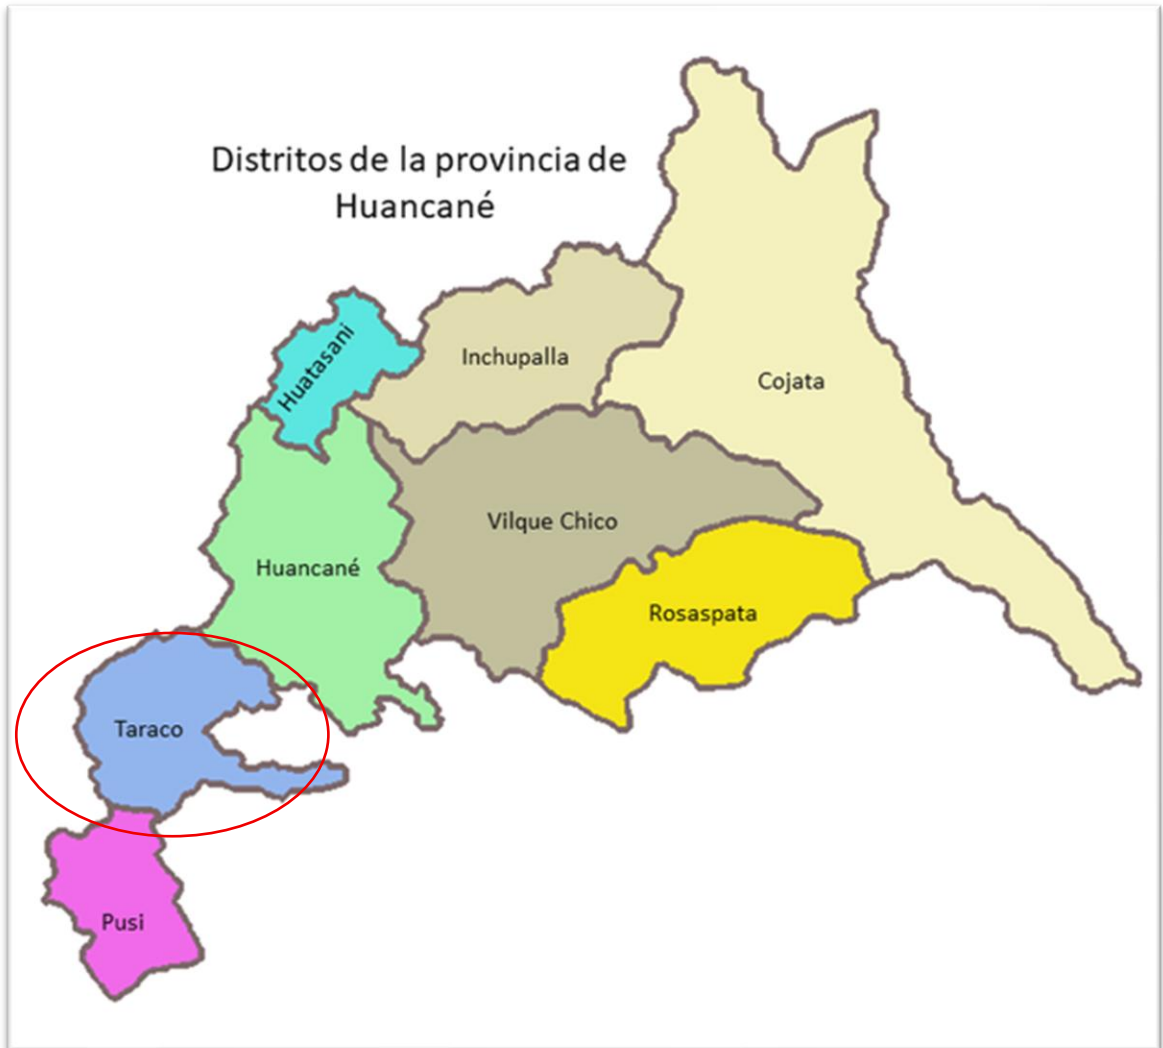 Distritos de la provincia de
Huancané
Huatasani
Inchupalla
Cojata
Vilque Chico
Huancané
Rosaspata
Taraco
Pusi